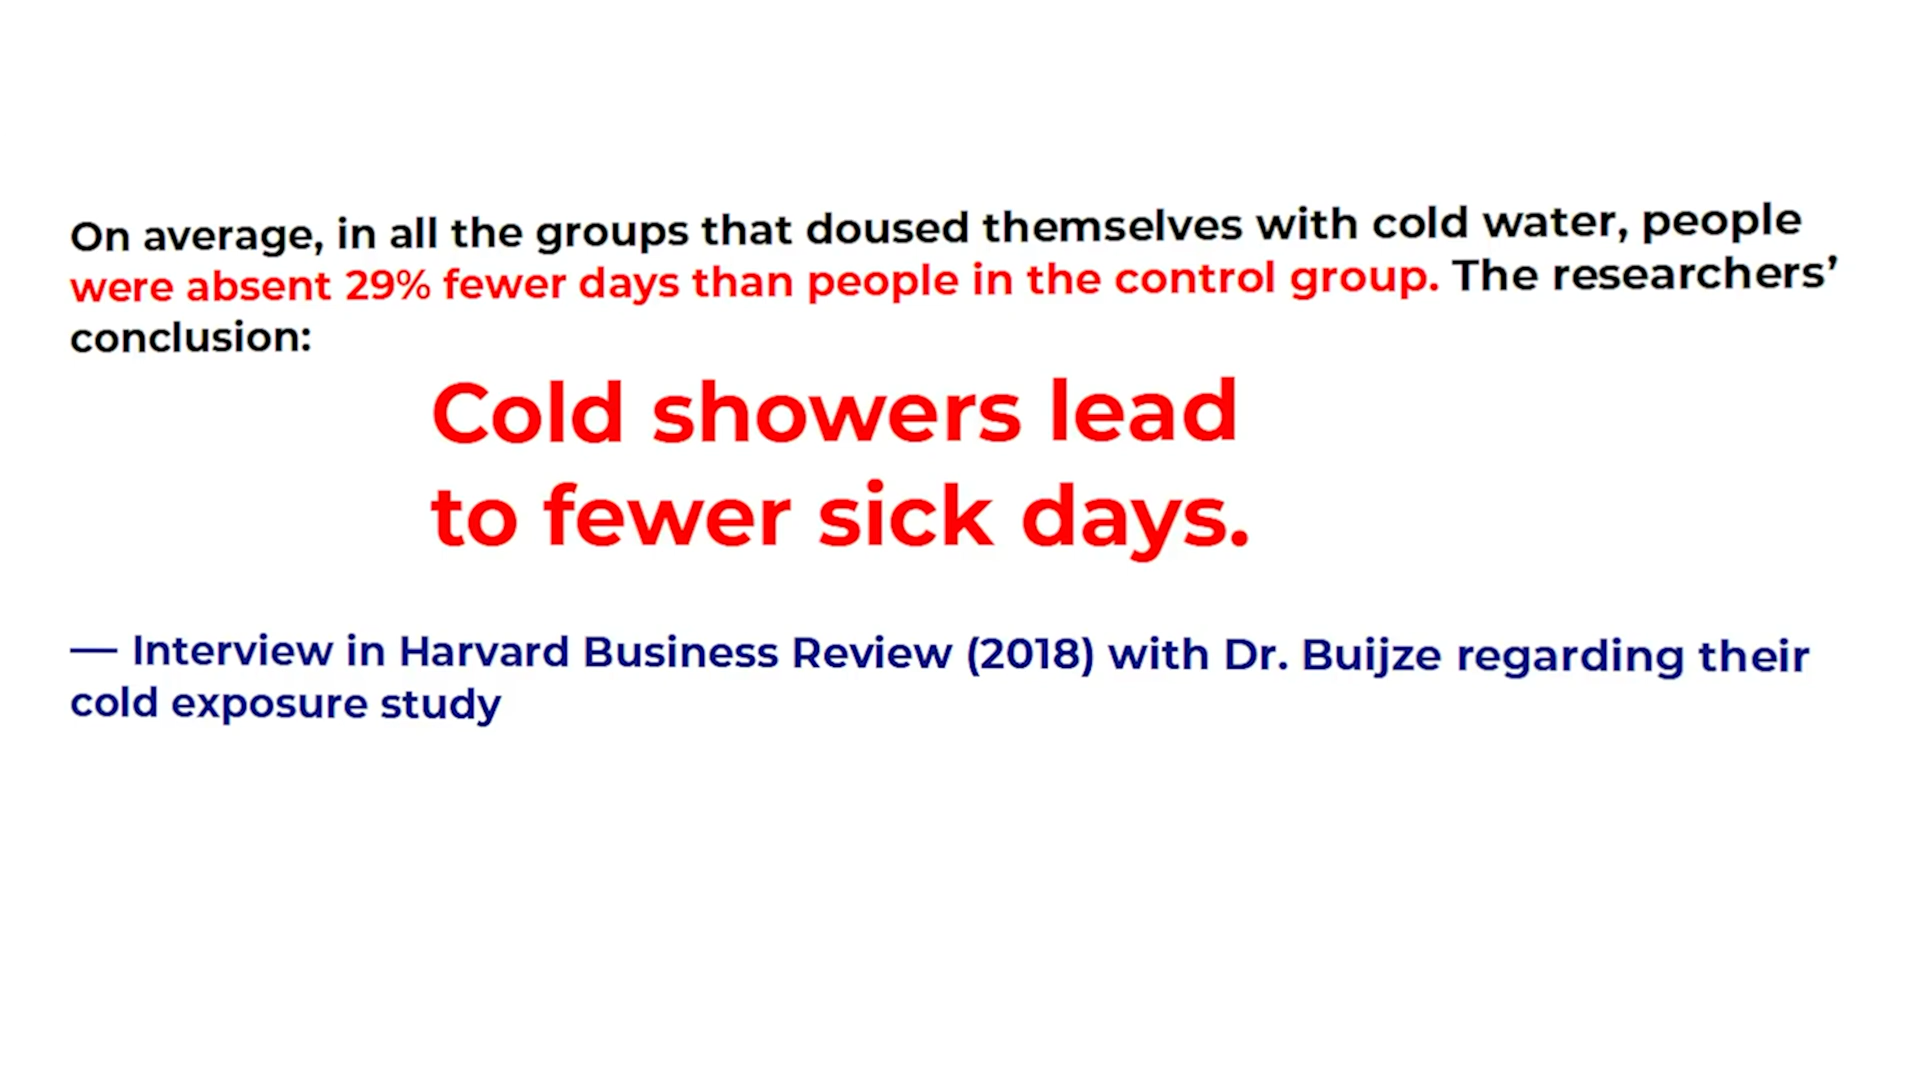 On average, in all the groups that doused themselves with cold water, people
were absent 29% fewer days than people in the control group. The researchers’
conclusion:
Cold showers lead
to fewer sick days.
— Interview in Harvard Business Review (2018) with Dr. Buijze regarding their
cold exposure study